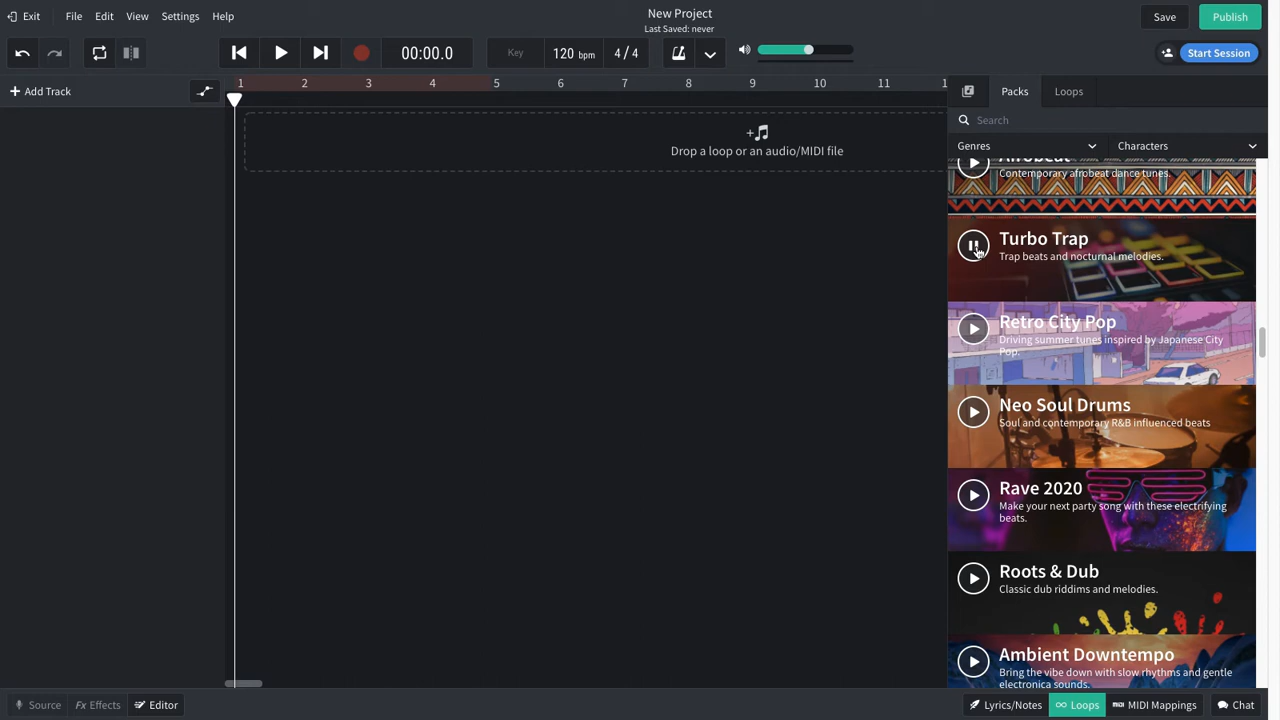 Exit
File
Edit
View
Settings
Help
New Project
Last Saved: never
Save
Publish
00:00.0
Key
120 bpm
4 / 4
Start Session
Add Track
1
2
3
4
5
6
7
8
9
10
11
1
Packs
Loops
Search
Genres
Characters
Drop a loop or an audio/MIDI file
Afrobeat
Contemporary afrobeat dance tunes.
Turbo Trap
Trap beats and nocturnal melodies.
Retro City Pop
Driving summer tunes inspired by Japanese City
Pop.
Neo Soul Drums
Soul and contemporary R&B influenced beats
Rave 2020
Make your next party song with these electrifying
beats.
Roots & Dub
Classic dub riddims and melodies.
Ambient Downtempo
Bring the vibe down with slow rhythms and gentle
electronica sounds.
Source
Fx Effects
Editor
Lyrics/Notes
Loops
MIDI MIDI Mappings
Chat